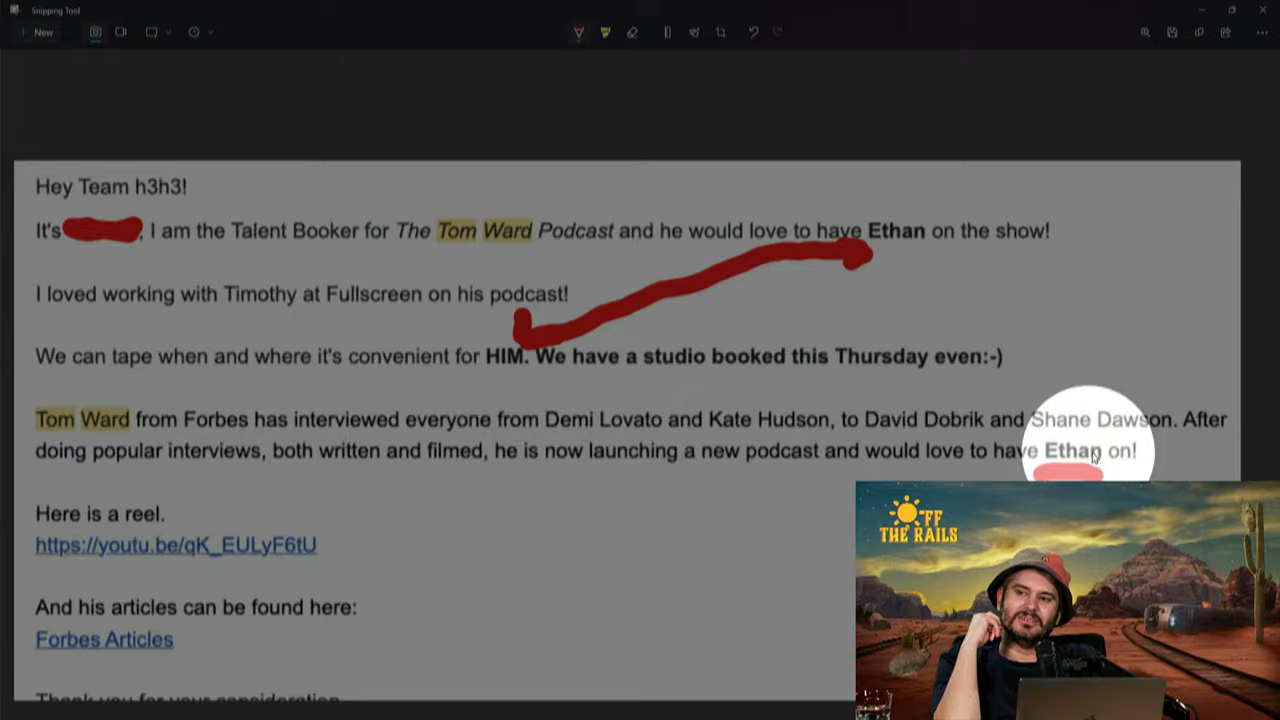 Snipping Tool
New
Hey Team h3h3!
It's , I am the Talent Booker for The Tom Ward Podcast and he would love to have Ethan on the show!
I loved working with Timothy at Fullscreen on his podcast!
We can tape when and where it's convenient for HIM. We have a studio booked this Thursday even:-)
Tom Ward from Forbes has interviewed everyone from Demi Lovato and Kate Hudson, to David Dobrik and Shane Dawson. After
doing popular interviews, both written and filmed, he is now launching a new podcast and would love to have Ethan on!
Here is a reel.
https://youtu.be/qK_EULyF6tU
And his articles can be found here:
Forbes Articles
Thank you for your consideration
OFF
THE RAILS